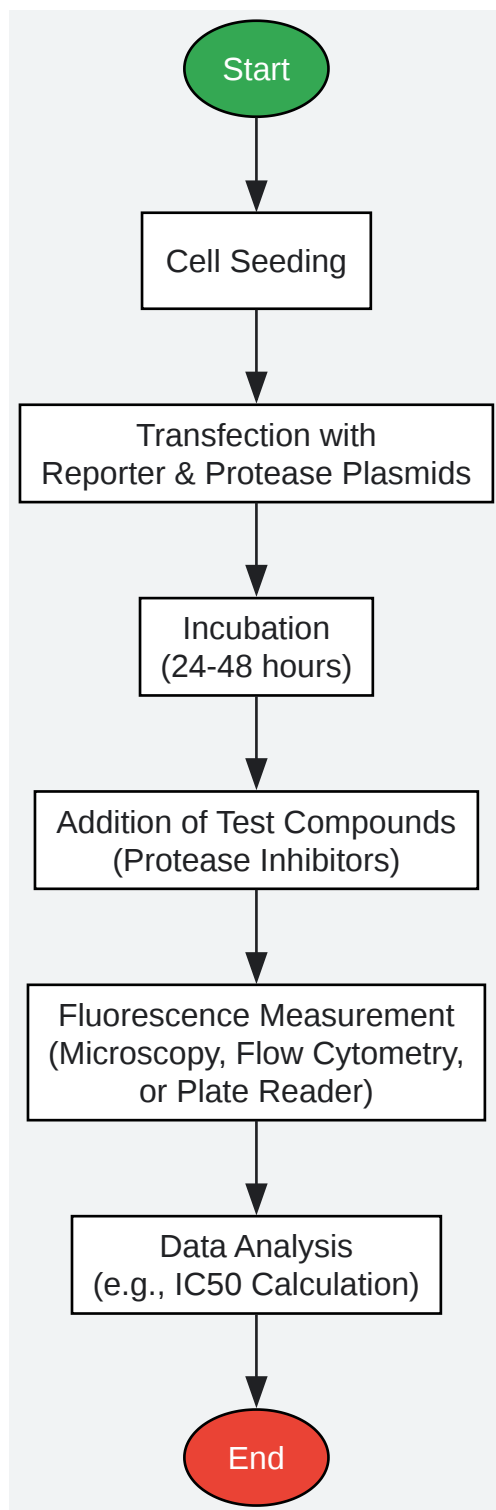 Start
Cell Seeding
Transfection with
Reporter & Protease Plasmids
Incubation
(24-48 hours)
Addition of Test Compounds
(Protease Inhibitors)
Fluorescence Measurement
(Microscopy, Flow Cytometry,
or Plate Reader)
Data Analysis
(e.g., IC50 Calculation)
End